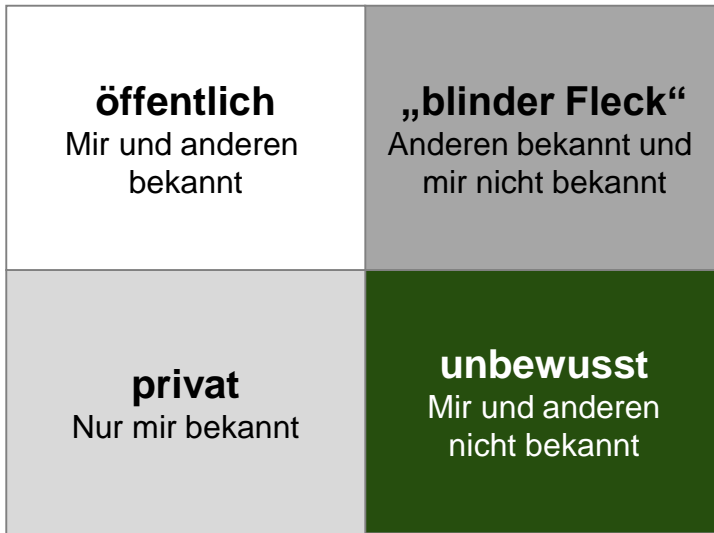 öffentlich
Mir und anderen
bekannt
„blinder Fleck“
Anderen bekannt und
mir nicht bekannt
privat
Nur mir bekannt
unbewusst
Mir und anderen
nicht bekannt